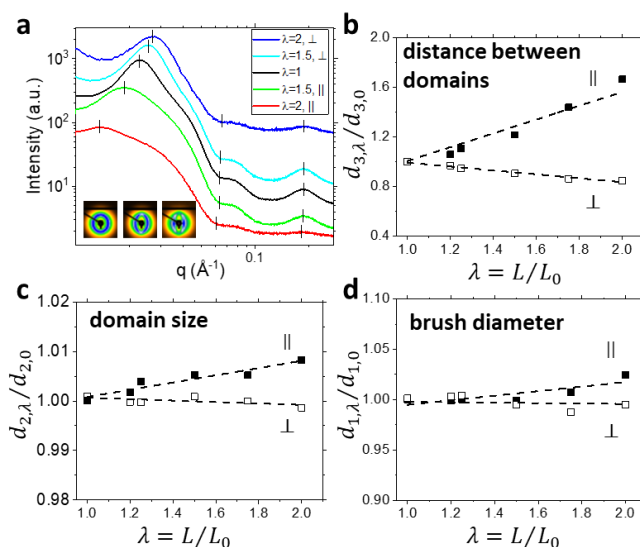 a
Intensity (a.u.)
10³
10²
10¹
λ=2, ⊥
λ=1.5, ⊥
λ=1
λ=1.5, ||
λ=2, ||
0.1
q (Å⁻¹)
b
distance between
domains
||
⊥
d₃,λ/d₃,₀
2.0
1.6
1.2
0.8
0.4
1.0 1.2 1.4 1.6 1.8 2.0
λ = L/L₀
c
domain size
||
⊥
d₂,λ/d₂,₀
1.02
1.01
1.00
0.99
0.98
1.0 1.2 1.4 1.6 1.8 2.0
λ = L/L₀
d
brush diameter
||
⊥
d₁,λ/d₁,₀
1.10
1.05
1.00
0.95
0.90
1.0 1.2 1.4 1.6 1.8 2.0
λ = L/L₀